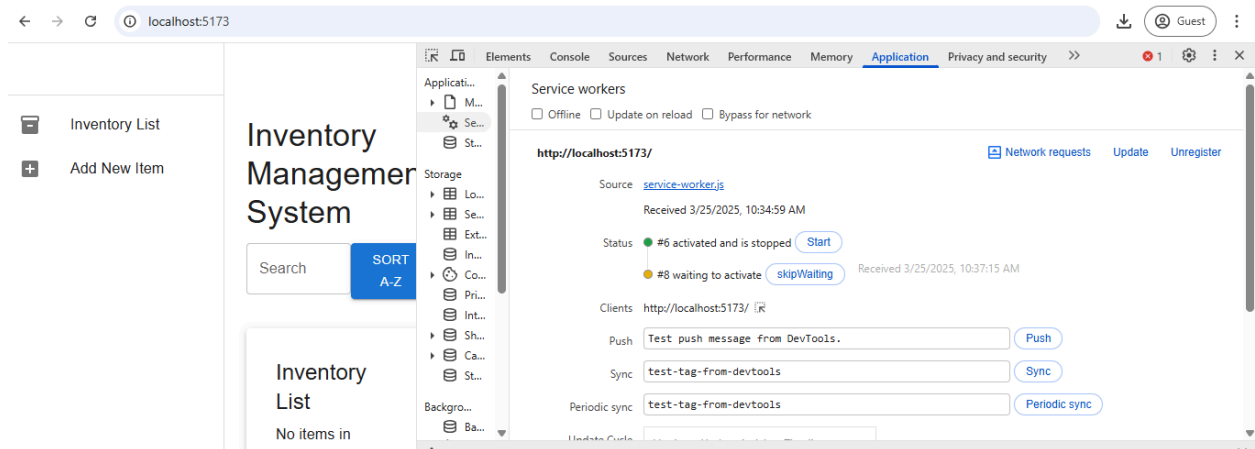 localhost:5173
Guest
Inventory List
Add New Item
Inventory
Managemen
System
Search
SORT
A-Z
Inventory
List
No items in
Elements Console Sources Network Performance Memory Application Privacy and security 1
Applicati...
M...
Se...
St...
Storage
Lo...
Se...
Ext...
In...
Co...
Pri...
Int...
Sh...
Ca...
St...
Backgro...
Ba...
Service workers
Offline Update on reload Bypass for network
http://localhost:5173/ Network requests Update Unregister
Source service-worker.js
Received 3/25/2025, 10:34:59 AM
Status #6 activated and is stopped Start
#8 waiting to activate skipWaiting Received 3/25/2025, 10:37:15 AM
Clients http://localhost:5173/
Push Test push message from DevTools. Push
Sync test-tag-from-devtools Sync
Periodic sync test-tag-from-devtools Periodic sync
Update Cycle